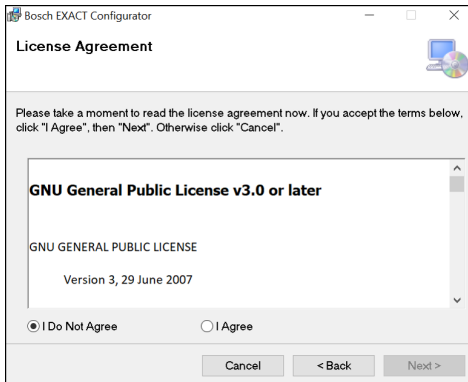 Bosch EXACT Configurator
License Agreement
Please take a moment to read the license agreement now. If you accept the terms below,
click "I Agree", then "Next". Otherwise click "Cancel".
GNU General Public License v3.0 or later
GNU GENERAL PUBLIC LICENSE
Version 3, 29 June 2007
I Do Not Agree I Agree
Cancel < Back Next >